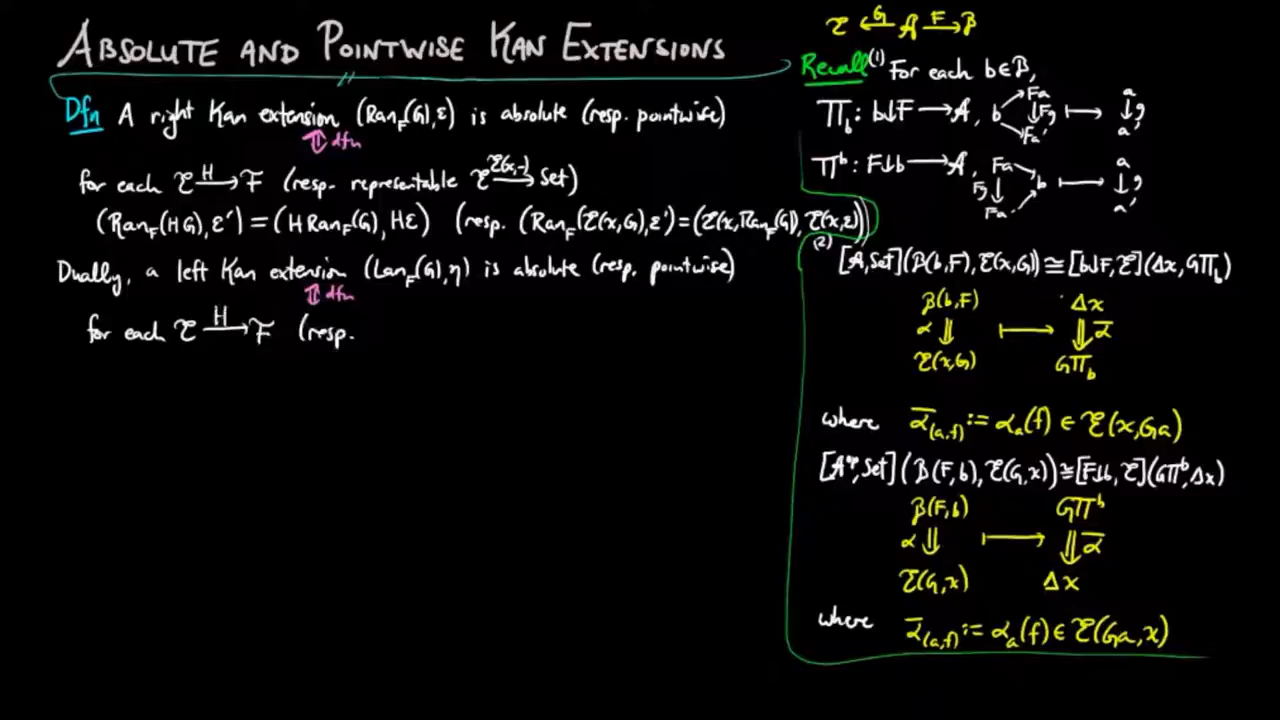 ABSOLUTE AND POINTWISE KAN EXTENSIONS
Dfn A right Kan extension (Ran_F(G), ε) is absolute (resp. pointwise)
⇕ dfn
for each ℰ —H→ ℱ (resp. representable ℰ —ℰ(x,-)→ Set)
(Ran_F(HG), ε') = (H Ran_F(G), Hε) (resp. (Ran_F(ℰ(x,G), ε') = (ℰ(x, Ran_F(G)), ℰ(x,ε)))
Dually, a left Kan extension (Lan_F(G), η) is absolute (resp. pointwise)
⇕ dfn
for each ℰ —H→ ℱ (resp.
ℰ ←G— 𝒜 —F→ ℬ
Recall (1) For each b∈ℬ,
Π_b : b↓F → 𝒜, b Fa ↓Fg Fa' ↦ a ↓g a'
Π^b : F↓b → 𝒜, Fa Fg↓ Fa' b ↦ a ↓g a'
(2) [𝒜, Set](ℬ(b,F), ℰ(x,G)) ≅ [b↓F, ℰ](Δx, GΠ_b)
ℬ(b,F) Δx
α ⇓ ↦ ⇓ ᾱ
ℰ(x,G) GΠ_b
where ᾱ_(a,f) := α_a(f) ∈ ℰ(x,Ga)
[𝒜^op, Set](ℬ(F,b), ℰ(G,x)) ≅ [F↓b, ℰ](GΠ^b, Δx)
ℬ(F,b) GΠ^b
α ⇓ ↦ ⇓ ᾱ
ℰ(G,x) Δx
where ᾱ_(a,f) := α_a(f) ∈ ℰ(Ga,x)